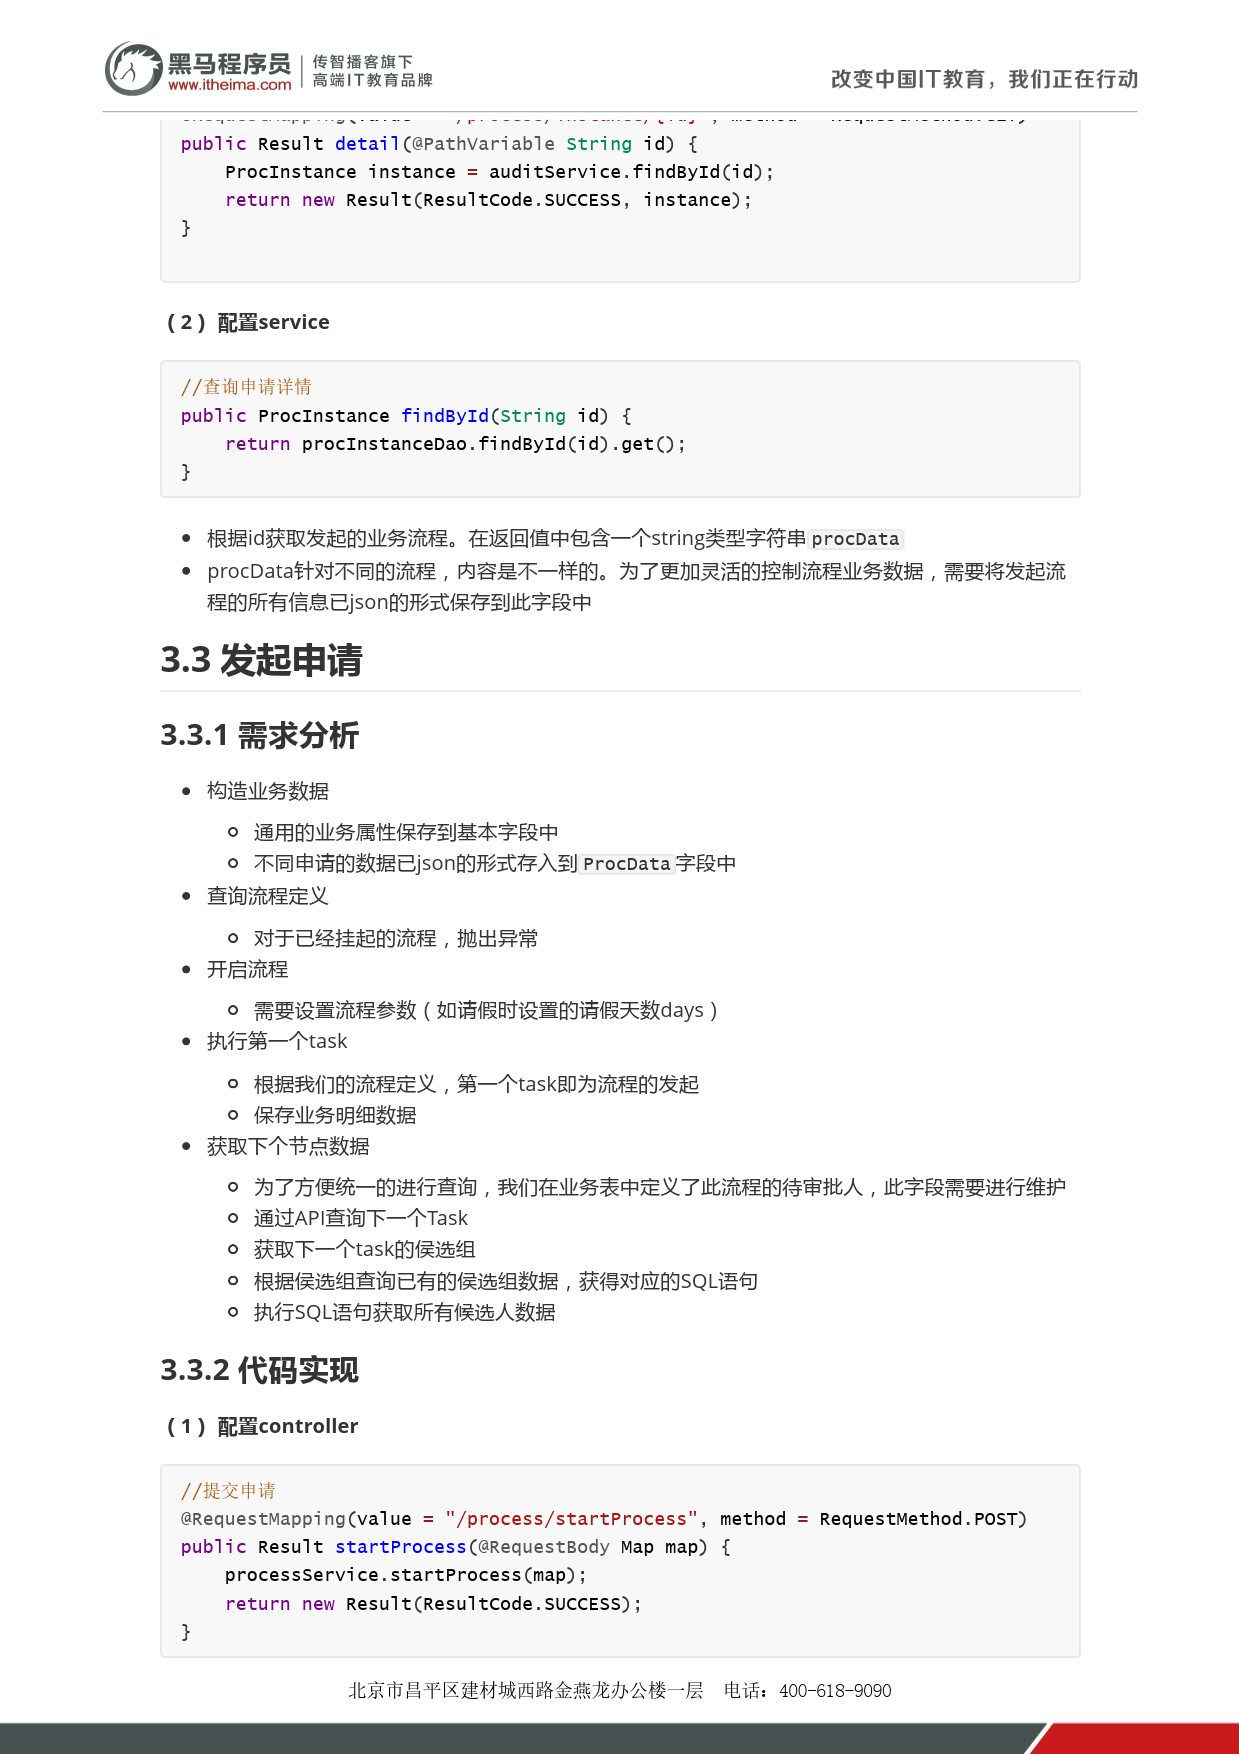 黑马程序员
www.itheima.com
传智播客旗下
高端IT教育品牌
改变中国IT教育，我们正在行动
public Result detail(@PathVariable String id) {
    ProcInstance instance = auditService.findById(id);
    return new Result(ResultCode.SUCCESS, instance);
}
（2） 配置service
//查询申请详情
public ProcInstance findById(String id) {
    return procInstanceDao.findById(id).get();
}
• 根据id获取发起的业务流程。在返回值中包含一个string类型字符串procData
• procData针对不同的流程，内容是不一样的。为了更加灵活的控制流程业务数据，需要将发起流
程的所有信息已json的形式保存到此字段中
3.3 发起申请
3.3.1 需求分析
• 构造业务数据
○ 通用的业务属性保存到基本字段中
○ 不同申请的数据已json的形式存入到ProcData字段中
• 查询流程定义
○ 对于已经挂起的流程，抛出异常
• 开启流程
○ 需要设置流程参数（如请假时设置的请假天数days）
• 执行第一个task
○ 根据我们的流程定义，第一个task即为流程的发起
○ 保存业务明细数据
• 获取下个节点数据
○ 为了方便统一的进行查询，我们在业务表中定义了此流程的待审批人，此字段需要进行维护
○ 通过API查询下一个Task
○ 获取下一个task的侯选组
○ 根据侯选组查询已有的侯选组数据，获得对应的SQL语句
○ 执行SQL语句获取所有候选人数据
3.3.2 代码实现
（1） 配置controller
//提交申请
@RequestMapping(value = "/process/startProcess", method = RequestMethod.POST)
public Result startProcess(@RequestBody Map map) {
    processService.startProcess(map);
    return new Result(ResultCode.SUCCESS);
}
北京市昌平区建材城西路金燕龙办公楼一层 电话：400-618-9090